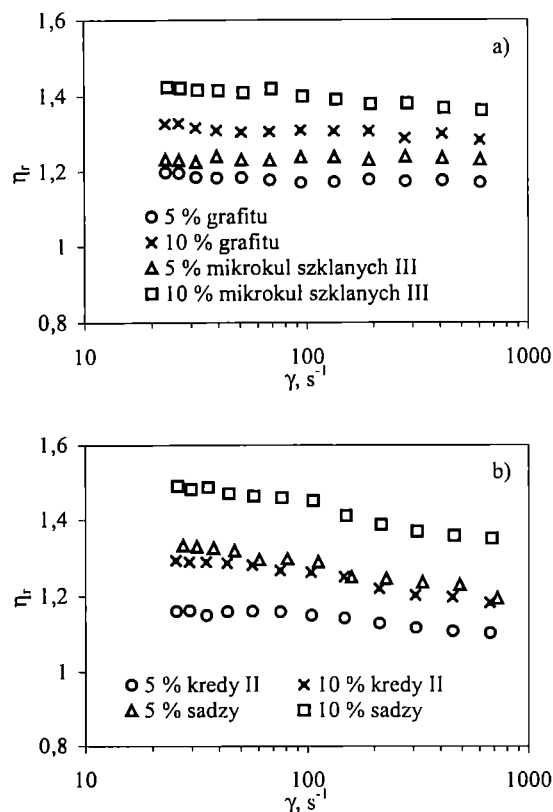 1,6
a)
1,4
1,2
ηr
1
○ 5 % grafitu
× 10 % grafitu
△ 5 % mikrokul szklanych III
□ 10 % mikrokuł szklanych III
0,8
10 100 1000
γ, s⁻¹
1,6
b)
1,4
1,2
ηr
1
○ 5 % kredy II × 10 % kredy II
△ 5 % sadzy □ 10 % sadzy
0,8
10 100 1000
γ, s⁻¹